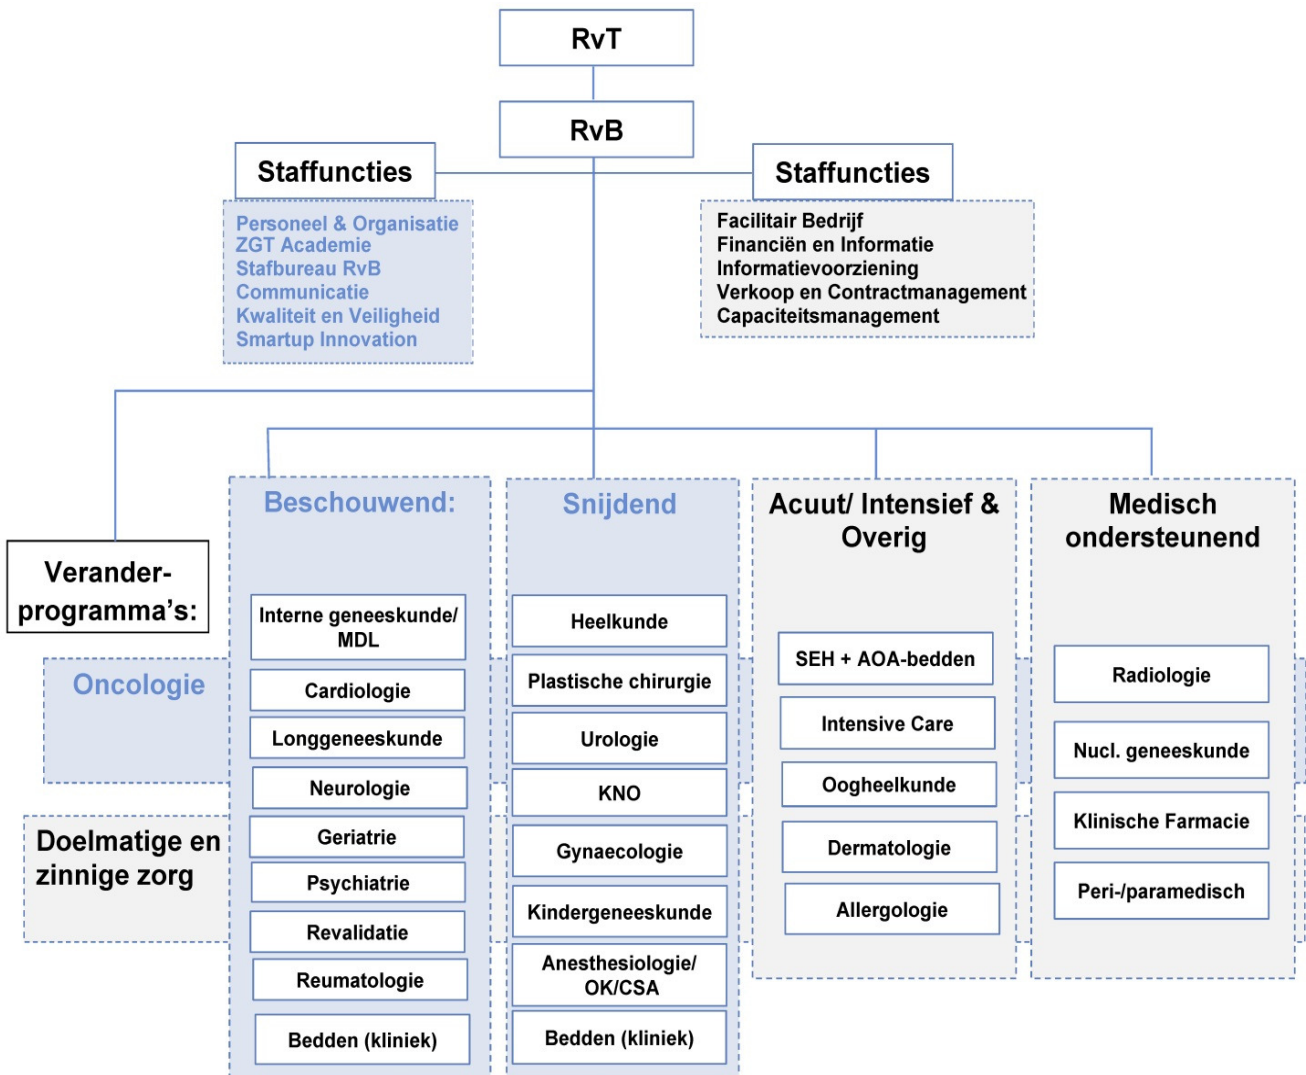 RvT
RvB
Staffuncties
Personeel & Organisatie
ZGT Academie
Stafbureau RvB
Communicatie
Kwaliteit en Veiligheid
Smartup Innovation
Staffuncties
Facilitair Bedrijf
Financiën en Informatie
Informatievoorziening
Verkoop en Contractmanagement
Capaciteitsmanagement
Verander-
programma's:
Oncologie
Doelmatige en
zinnige zorg
Beschouwend:
Interne geneeskunde/
MDL
Cardiologie
Longgeneeskunde
Neurologie
Geriatrie
Psychiatrie
Revalidatie
Reumatologie
Bedden (kliniek)
Snijdend
Heelkunde
Plastische chirurgie
Urologie
KNO
Gynaecologie
Kindergeneeskunde
Anesthesiologie/
OK/CSA
Bedden (kliniek)
Acuut/ Intensief &
Overig
SEH + AOA-bedden
Intensive Care
Oogheelkunde
Dermatologie
Allergologie
Medisch
ondersteunend
Radiologie
Nucl. geneeskunde
Klinische Farmacie
Peri-/paramedisch